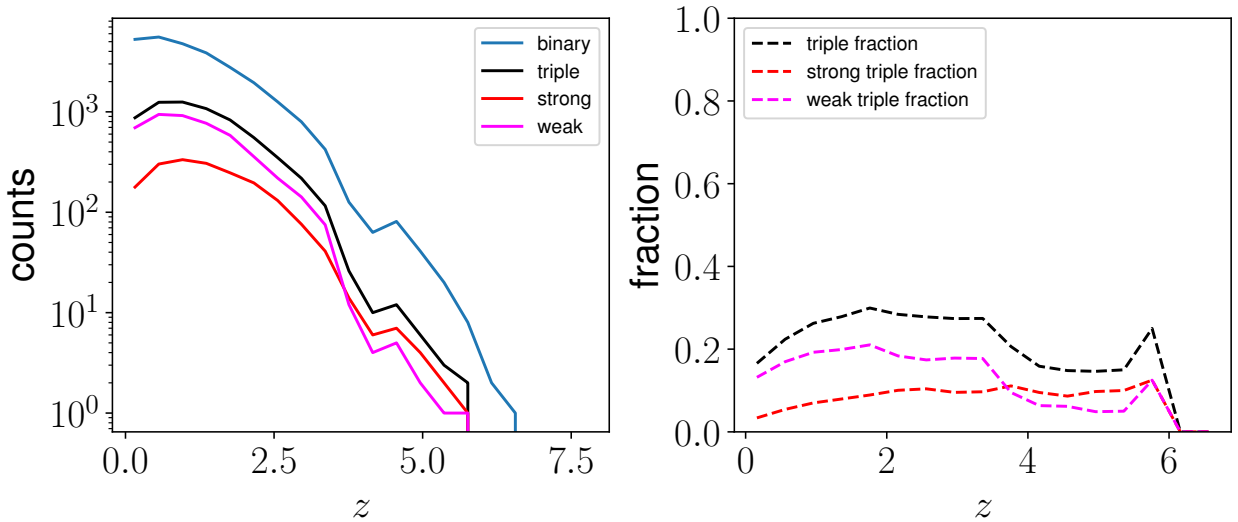 counts
10^3
10^2
10^1
10^0
0.0 2.5 5.0 7.5
z
binary
triple
strong
weak
fraction
1.0
0.8
0.6
0.4
0.2
0.0
0 2 4 6
z
triple fraction
strong triple fraction
weak triple fraction